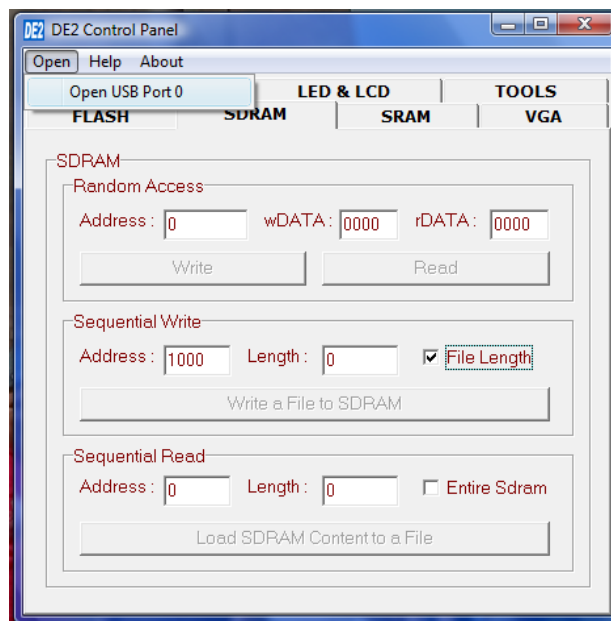 DE2 DE2 Control Panel
Open Help About
Open USB Port 0
LED & LCD TOOLS
FLASH SDRAM SRAM VGA
SDRAM
Random Access
Address : 0 wDATA : 0000 rDATA : 0000
Write Read
Sequential Write
Address : 1000 Length : 0 File Length
Write a File to SDRAM
Sequential Read
Address : 0 Length : 0 Entire Sdram
Load SDRAM Content to a File